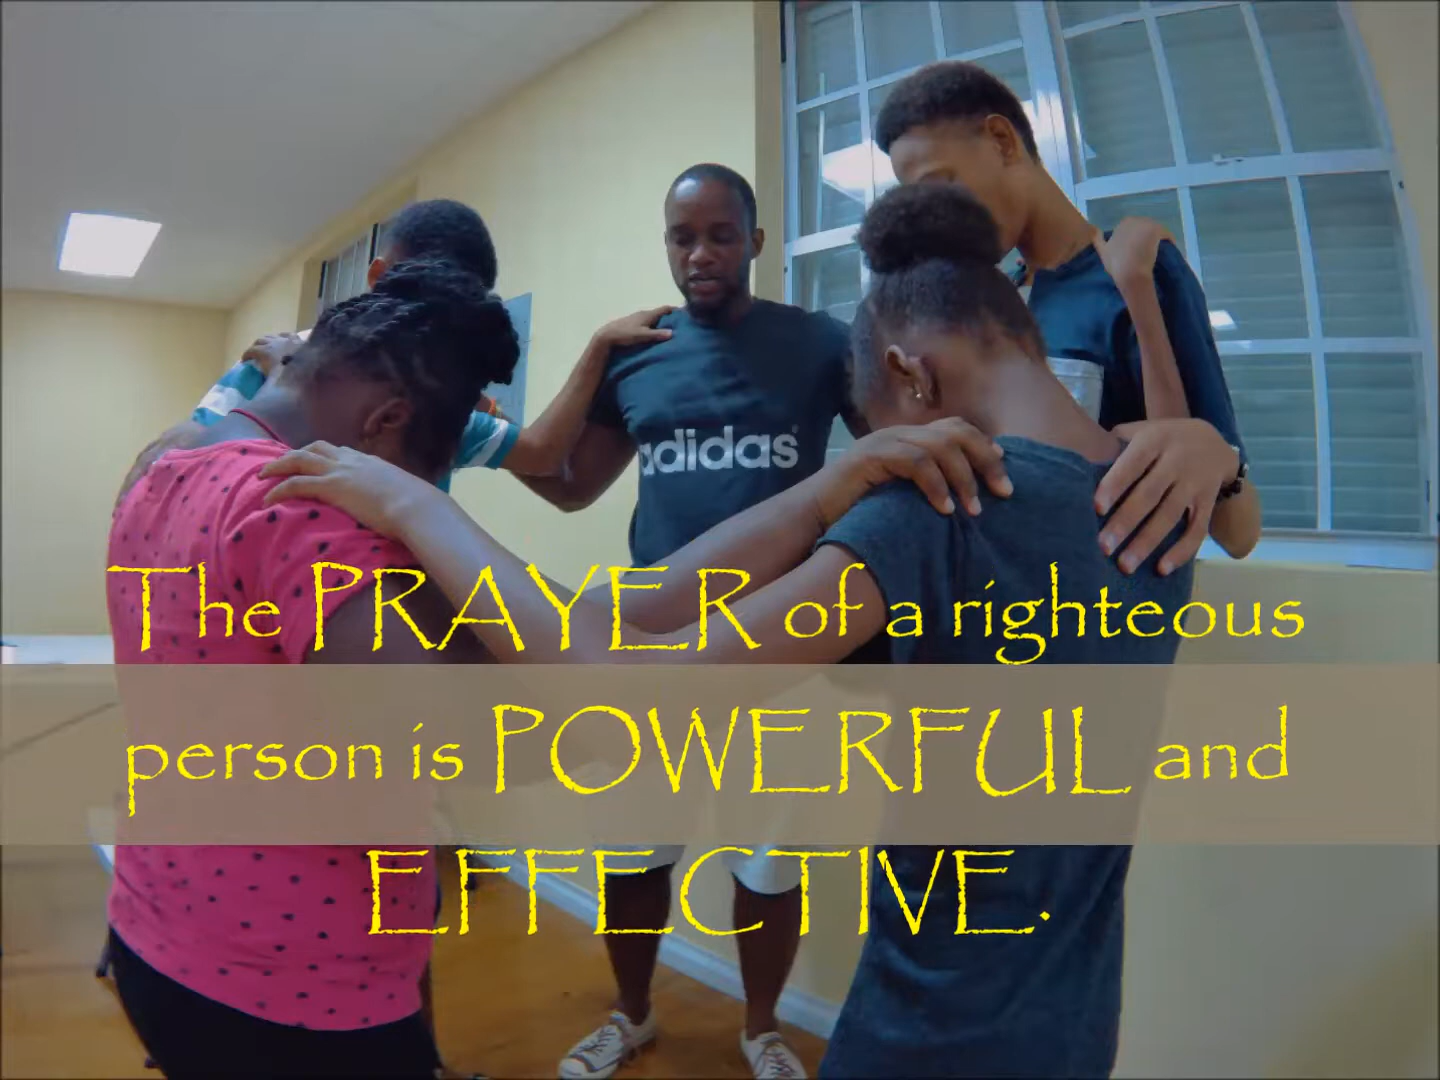 adidas
The PRAYER of a righteous
person is POWERFUL and
EFFECTIVE.